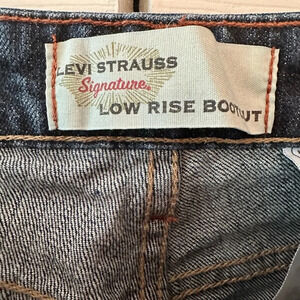 LEVI STRAUSS
Signature®
LOW RISE BOOTCUT